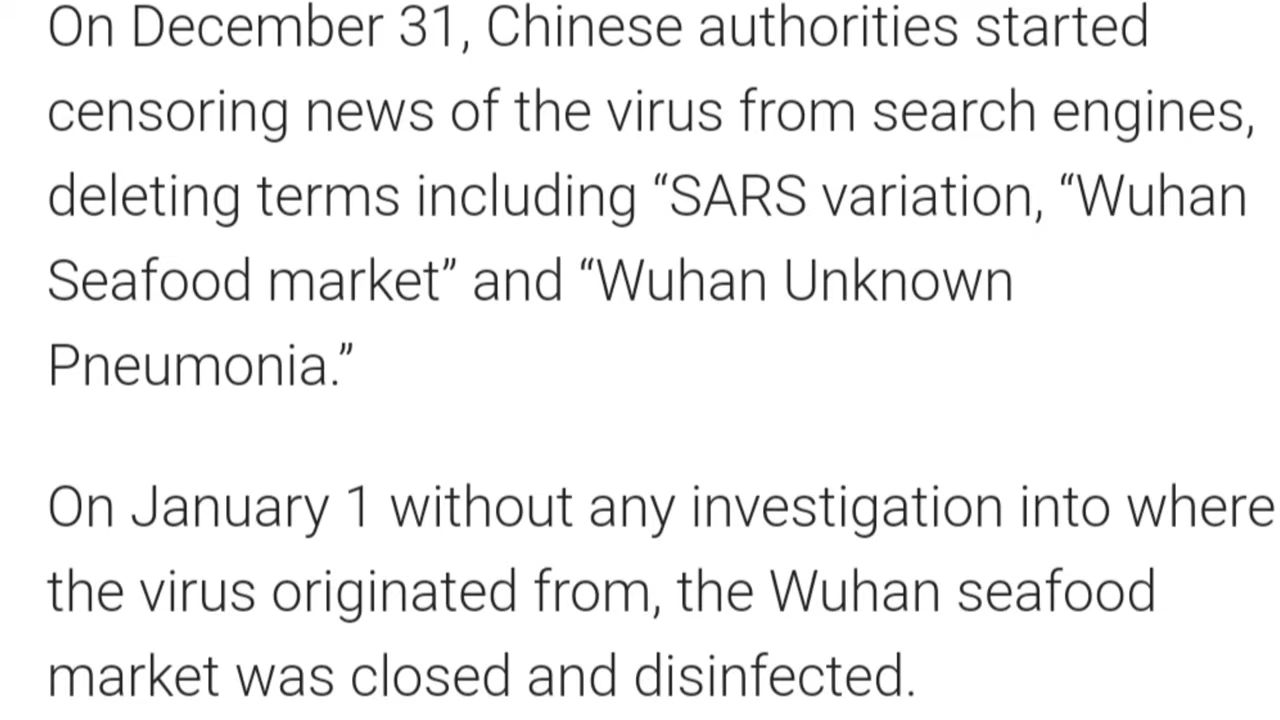 On December 31, Chinese authorities started
censoring news of the virus from search engines,
deleting terms including “SARS variation, “Wuhan
Seafood market” and “Wuhan Unknown
Pneumonia.”
On January 1 without any investigation into where
the virus originated from, the Wuhan seafood
market was closed and disinfected.